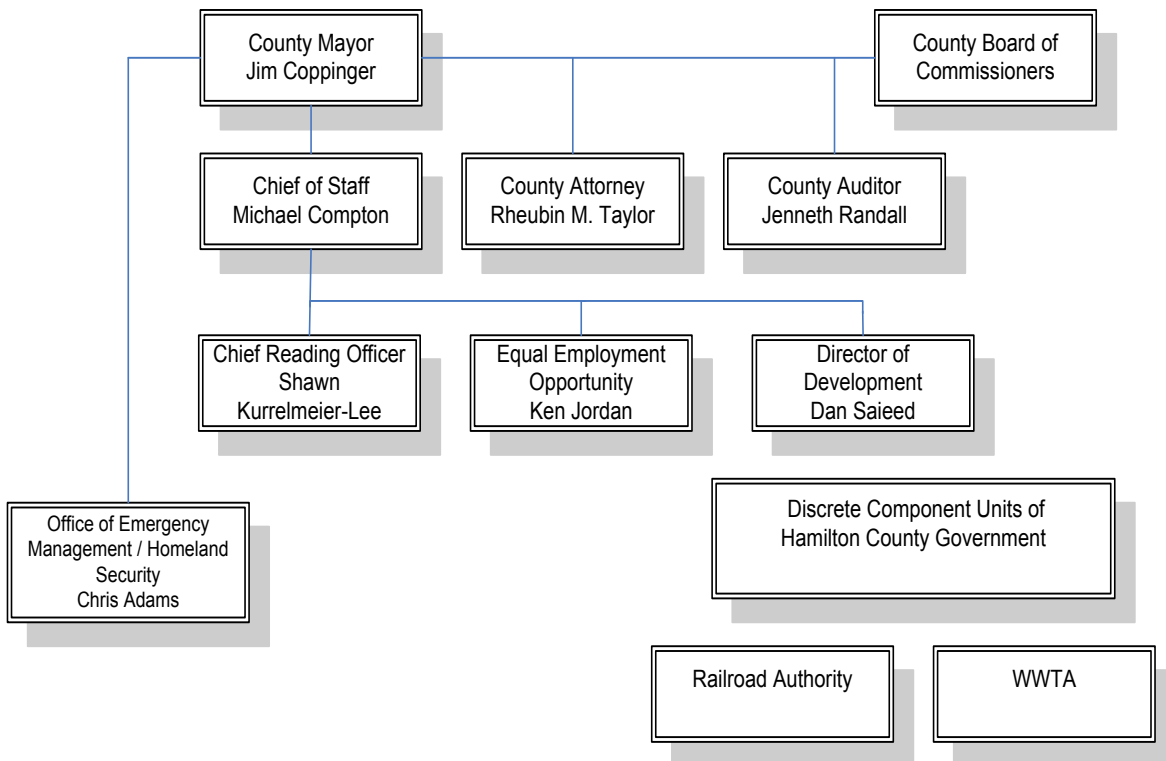 County Mayor
Jim Coppinger
County Board of
Commissioners
Chief of Staff
Michael Compton
County Attorney
Rheubin M. Taylor
County Auditor
Jenneth Randall
Chief Reading Officer
Shawn
Kurrelmeier-Lee
Equal Employment
Opportunity
Ken Jordan
Director of
Development
Dan Saieed
Office of Emergency
Management / Homeland
Security
Chris Adams
Discrete Component Units of
Hamilton County Government
Railroad Authority
WWTA